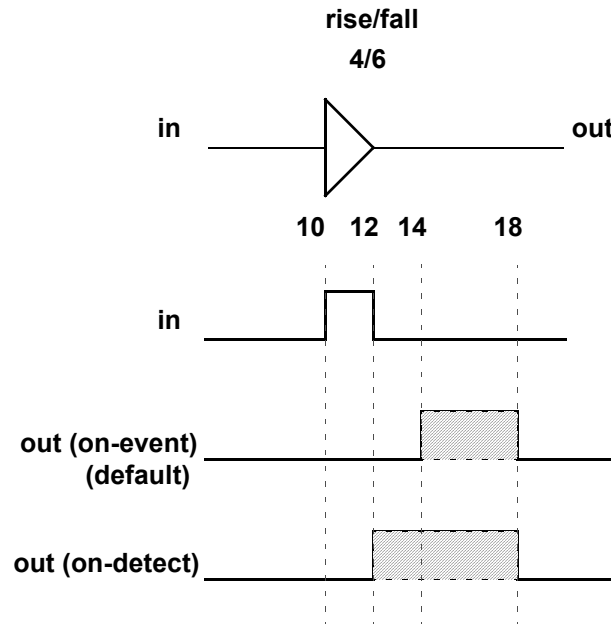 rise/fall
4/6
in out
10 12 14 18
in
out (on-event)
(default)
out (on-detect)